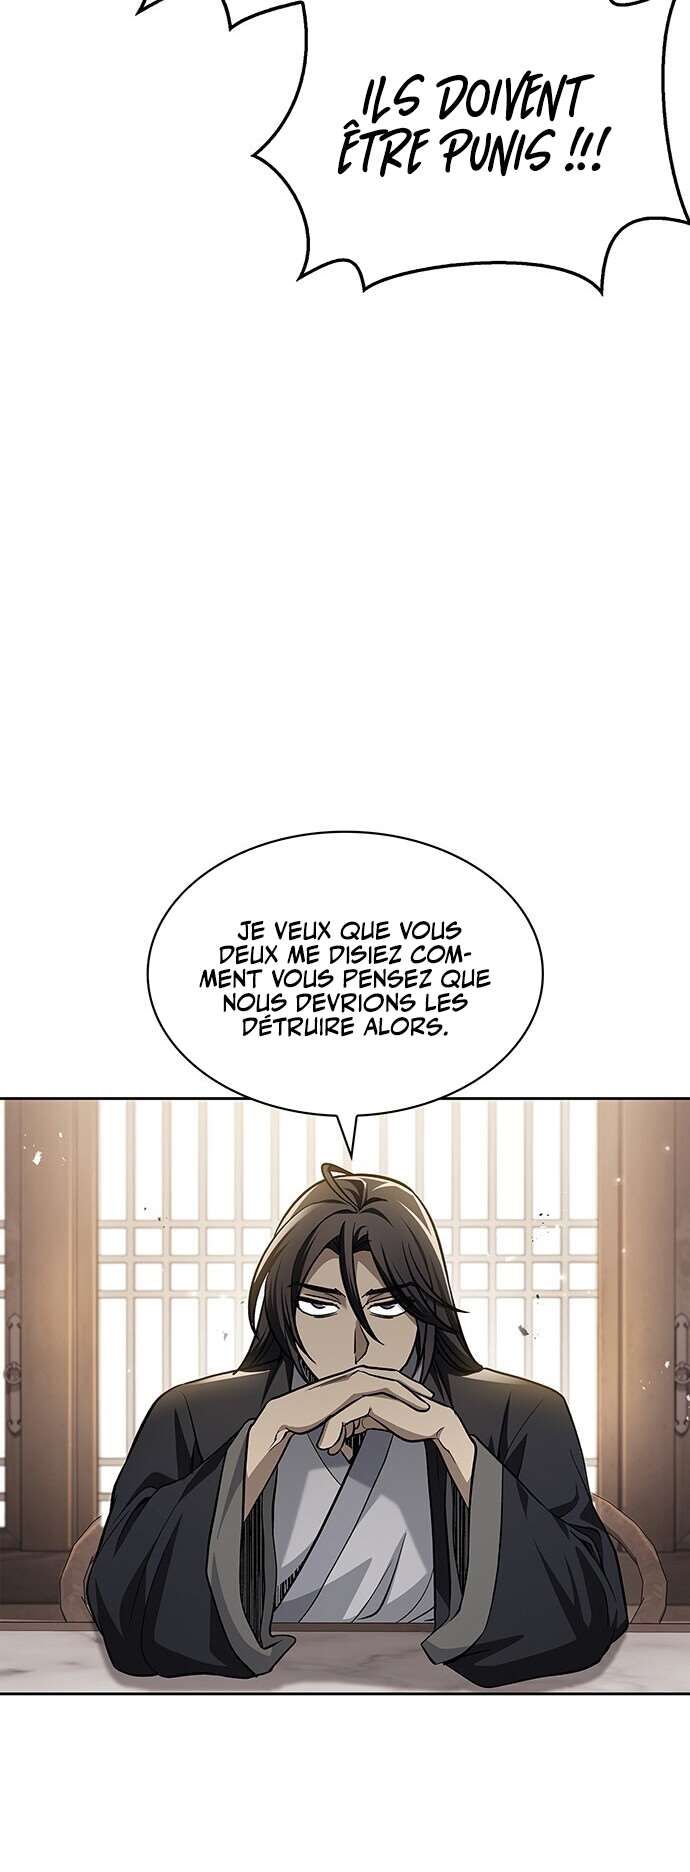 ILS DOIVENT
ÊTRE PUNIS !!!
JE VEUX QUE VOUS
DEUX ME DISIEZ COM-
MENT VOUS PENSEZ QUE
NOUS DEVRIONS LES
DÉTRUIRE ALORS.